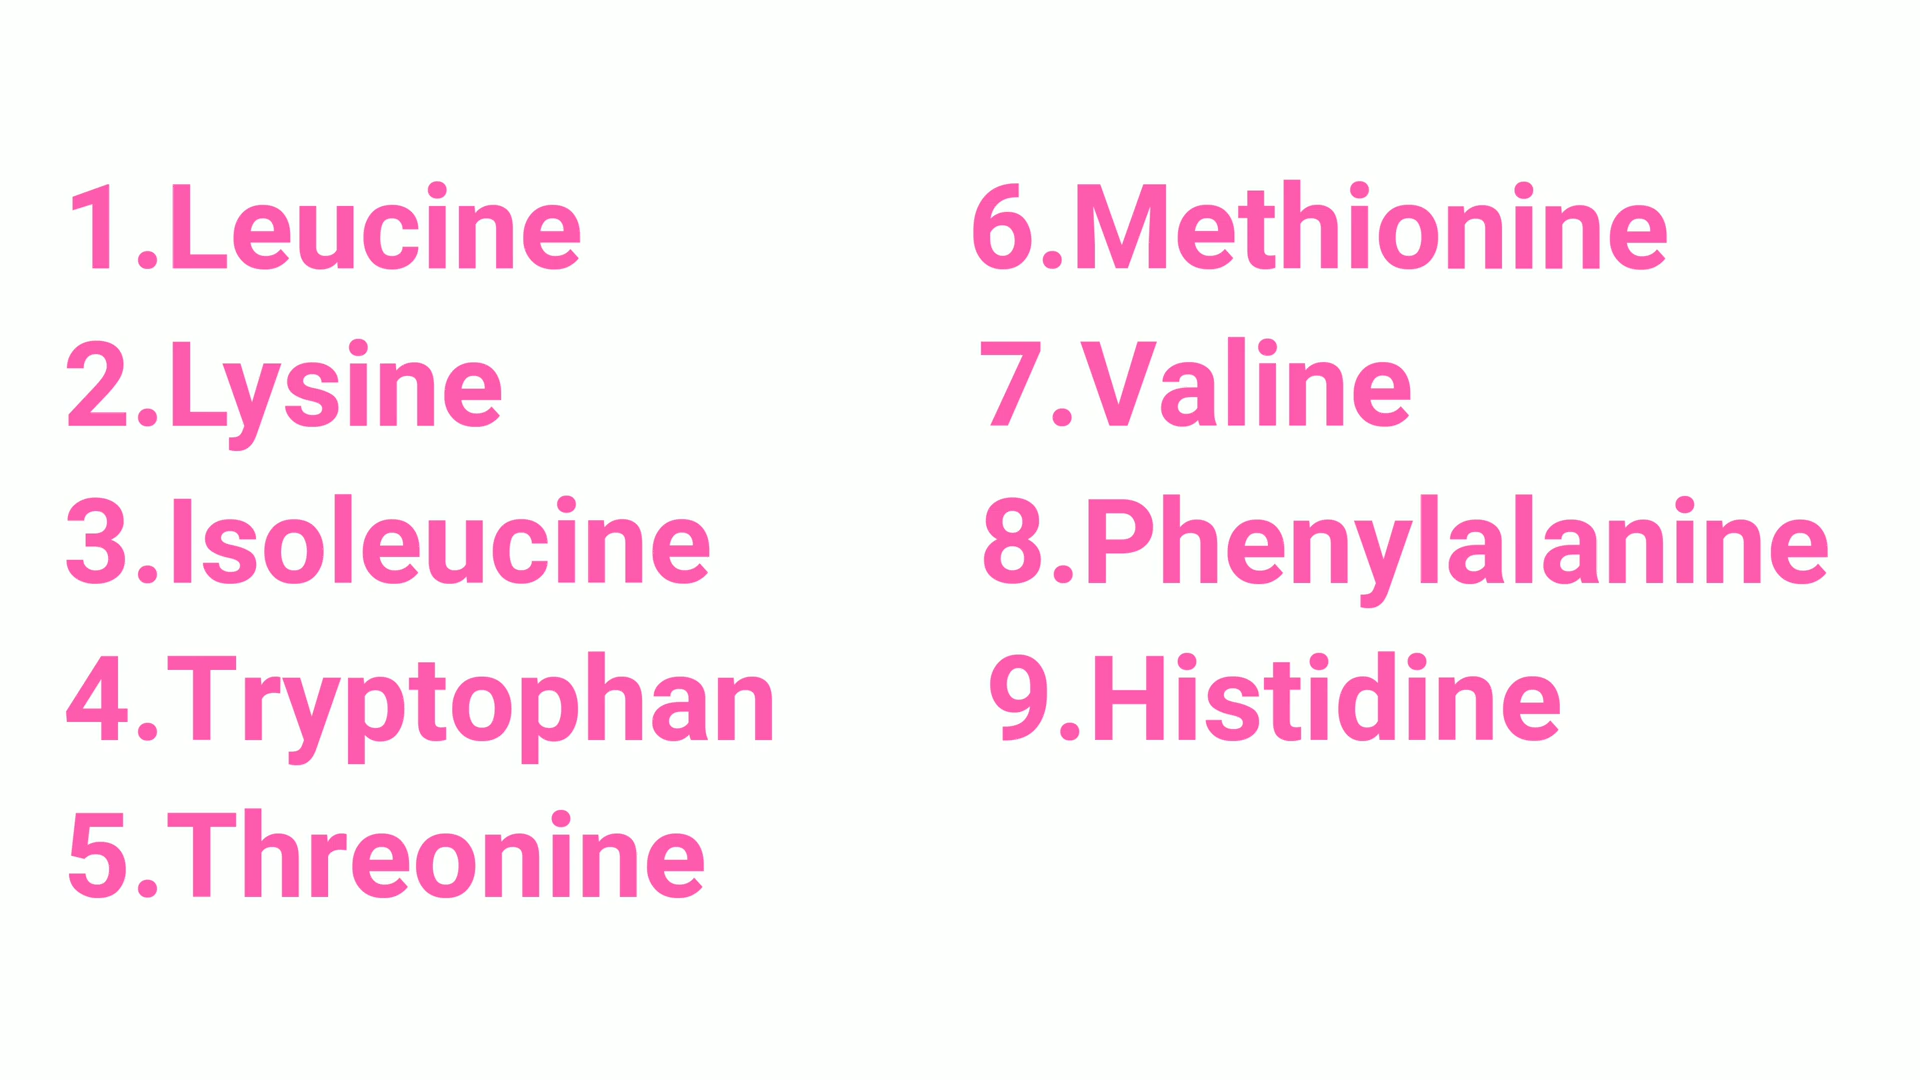 1.Leucine
2.Lysine
3.Isoleucine
4.Tryptophan
5.Threonine
6.Methionine
7.Valine
8.Phenylalanine
9.Histidine